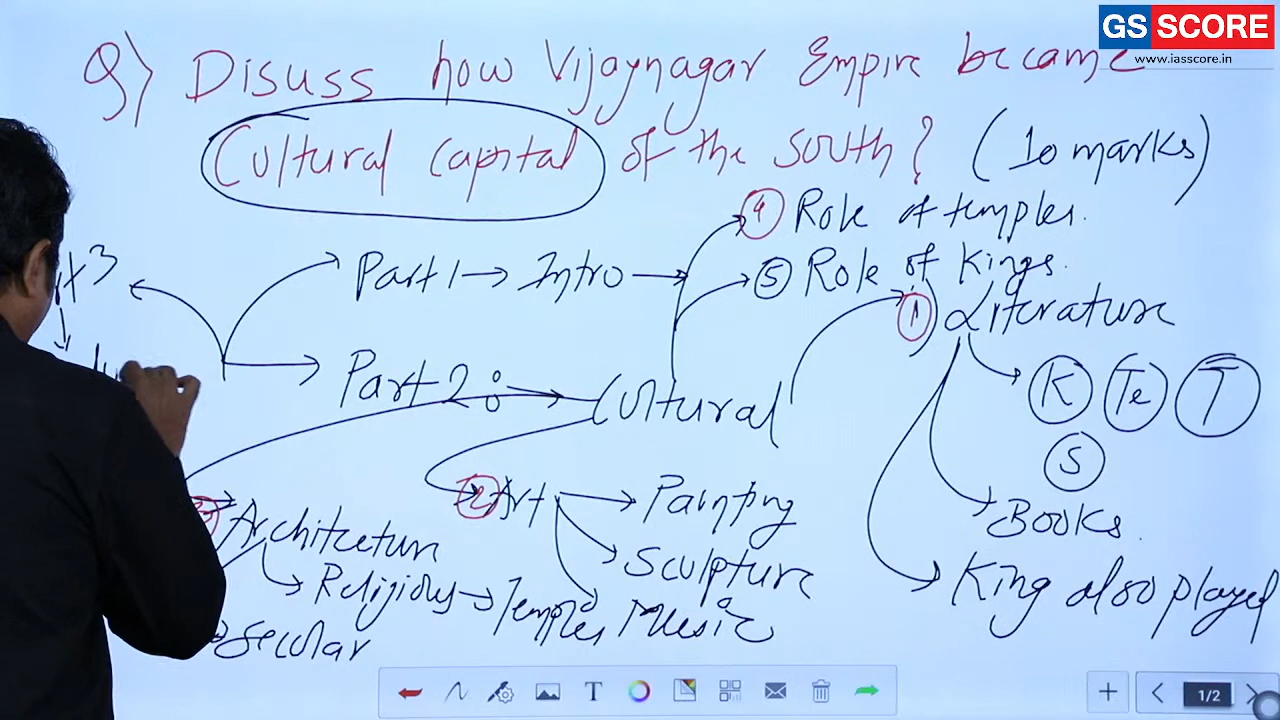 GS SCORE
www.iasscore.in
Q) Disuss how Vijaynagar Empire became
Cultural capital of the south? (10 marks)
4 Role of temples.
Part 1 → Intro
5 Role of Kings.
1) Literature
Part 2 :
Cultural
K Te T
S
2 Art
Painting
Books.
Architecture
Sculpture
King also played
Religious → Temples
Music
Secular
T
1/2